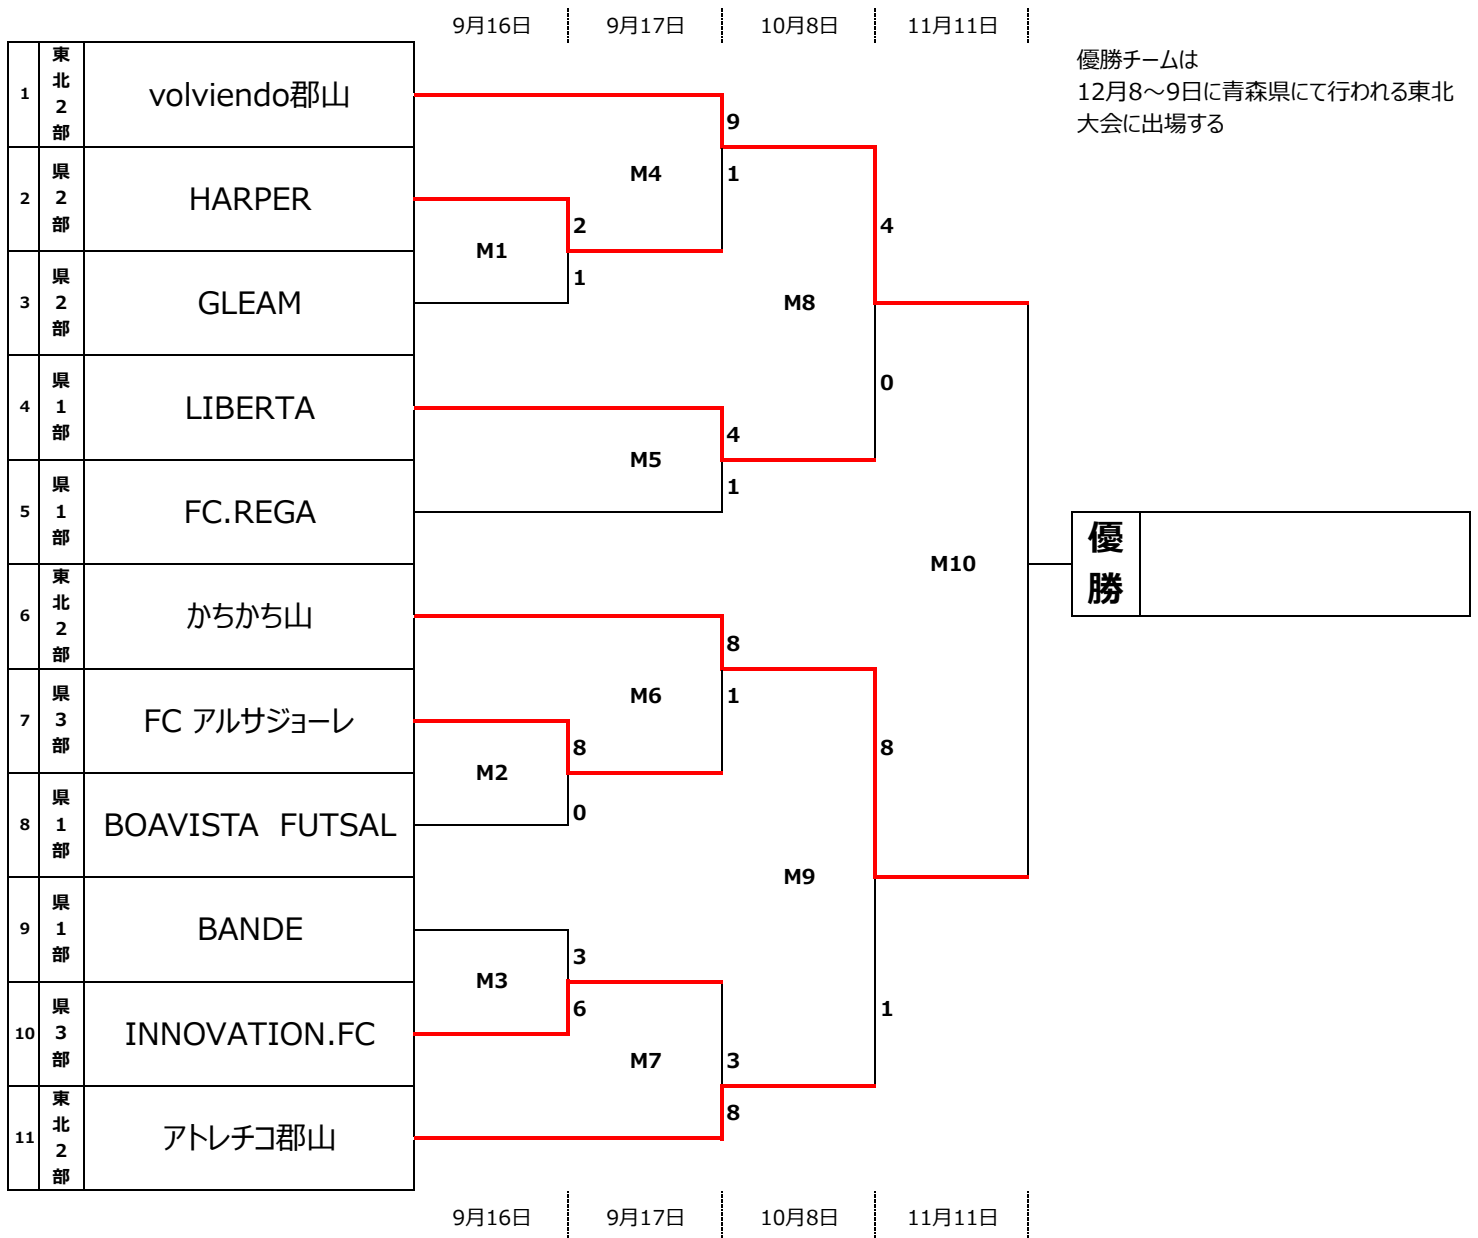 9月16日 9月17日 10月8日 11月11日
優勝チームは
12月8～9日に青森県にて行われる東北
大会に出場する
1 東北2部 volviendo郡山
9
M4 1
2 県2部 HARPER
2 4
M1
1
3 県2部 GLEAM
M8
0
4 県1部 LIBERTA
4
M5
1
5 県1部 FC.REGA
優勝
M10
6 東北2部 かちかち山
8
M6 1
7 県3部 FC アルサジョーレ
8 8
M2
0
8 県1部 BOAVISTA FUTSAL
M9
9 県1部 BANDE
3
M3
6 1
10 県3部 INNOVATION.FC
M7 3
8
11 東北2部 アトレチコ郡山
9月16日 9月17日 10月8日 11月11日